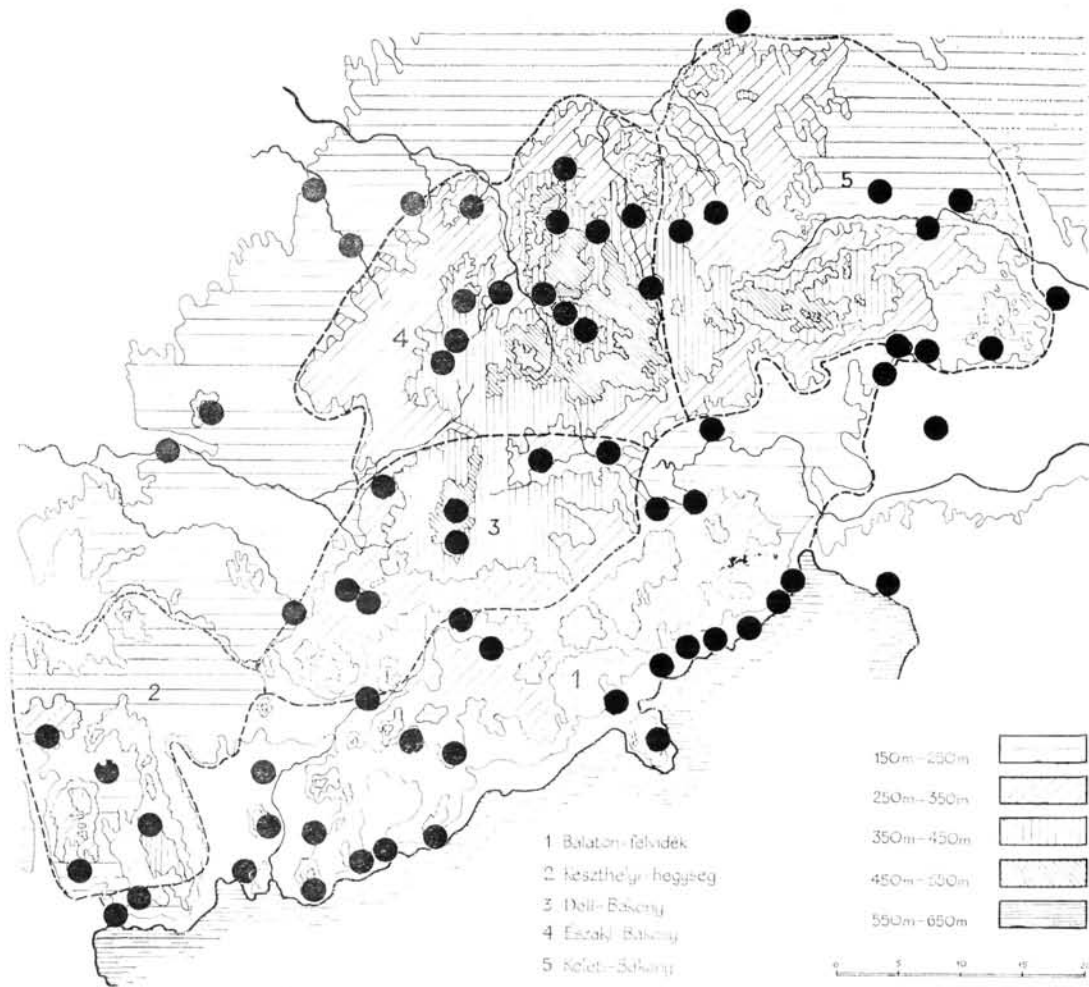 5
4
3
2
1
150m-250m
250m-350m
350m-450m
450m-550m
550m-650m
1 Balaton-felvidék
2 Keszthelyi-hegység
3 Déli-Bakony
4 Északi-Bakony
5 Keleti-Bakony
0 5 10 15 20